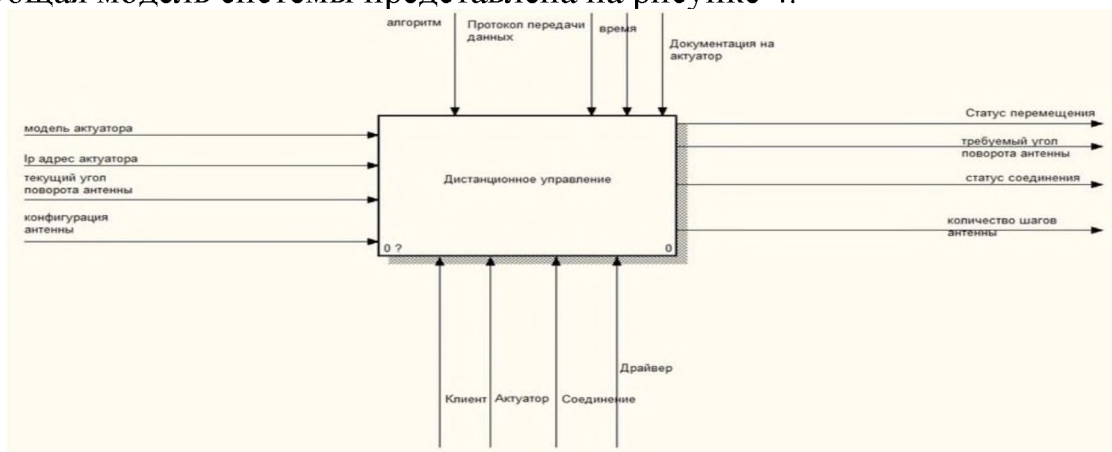 модель системы представлена на рисунке 4.
алгоритм
Протокол передачи
данных
время
Документация на
актуатор
модель актуатора
Ip адрес актуатора
текущий угол
поворота антенны
конфигурация
антенны
Дистанционное управление
0 ?
0
Статус перемещения
требуемый угол
поворота антенны
статус соединения
количество шагов
антенны
Драйвер
Клиент
Актуатор
Соединение